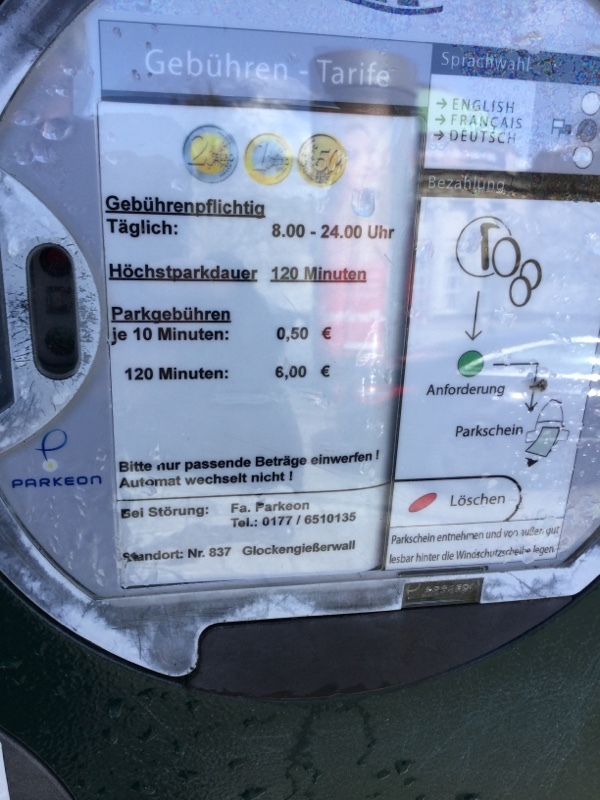 Gebühren - Tarife
Gebührenpflichtig
Täglich: 8.00 - 24.00 Uhr
Höchstparkdauer 120 Minuten
Parkgebühren
je 10 Minuten: 0,50 €
120 Minuten: 6,00 €
Bitte nur passende Beträge einwerfen !
Automat wechselt nicht !
Bei Störung: Fa. Parkeon
Tel.: 0177 / 6510135
Standort: Nr. 837 Glockengießerwall
Sprachwahl
→ ENGLISH
→ FRANÇAIS
→ DEUTSCH
Bezahlung
Anforderung
Parkschein
Löschen
Parkschein entnehmen und von außen gut
lesbar hinter die Windschutzscheibe legen.
PARKEON